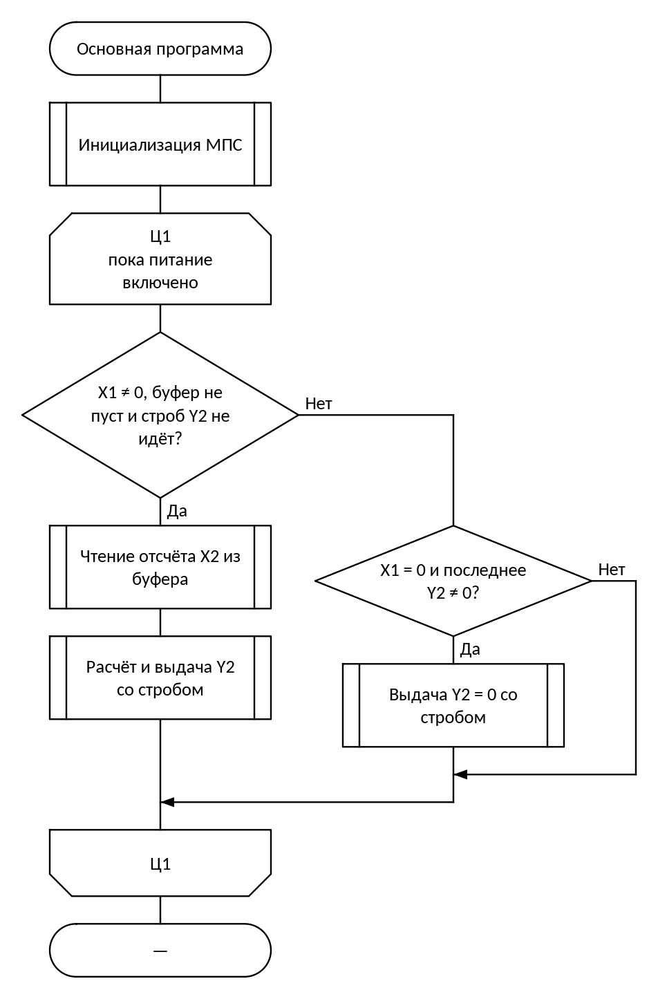 Основная программа
Инициализация МПС
Ц1
пока питание
включено
X1 ≠ 0, буфер не
пуст и строб Y2 не
идёт?
Нет
Да
Чтение отсчёта X2 из
буфера
Расчёт и выдача Y2
со стробом
X1 = 0 и последнее
Y2 ≠ 0?
Нет
Да
Выдача Y2 = 0 со
стробом
Ц1
—